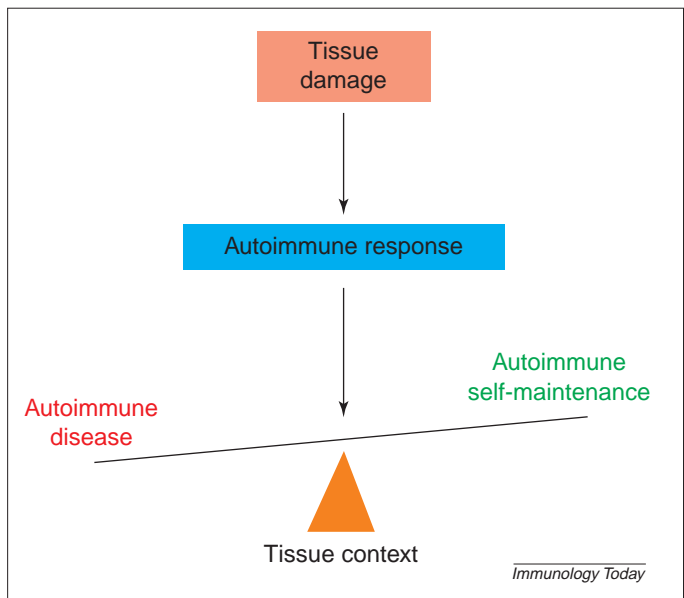 Tissue
damage
Autoimmune response
Autoimmune
self-maintenance
Autoimmune
disease
Tissue context
Immunology Today